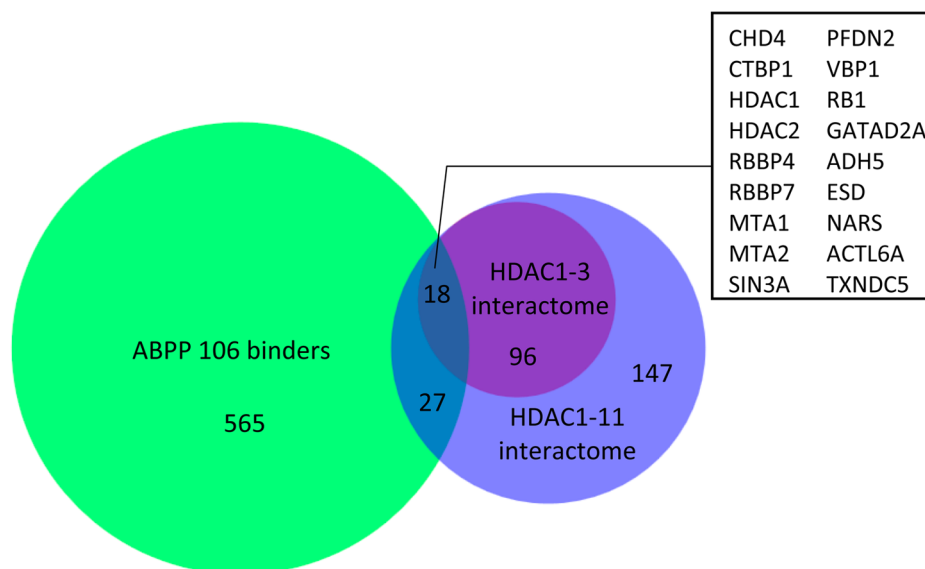 CHD4 PFDN2
CTBP1 VBP1
HDAC1 RB1
HDAC2 GATAD2A
RBBP4 ADH5
RBBP7 ESD
MTA1 NARS
MTA2 ACTL6A
SIN3A TXNDC5
HDAC1-3
interactome
18
96
ABPP 106 binders
565
27
147
HDAC1-11
interactome